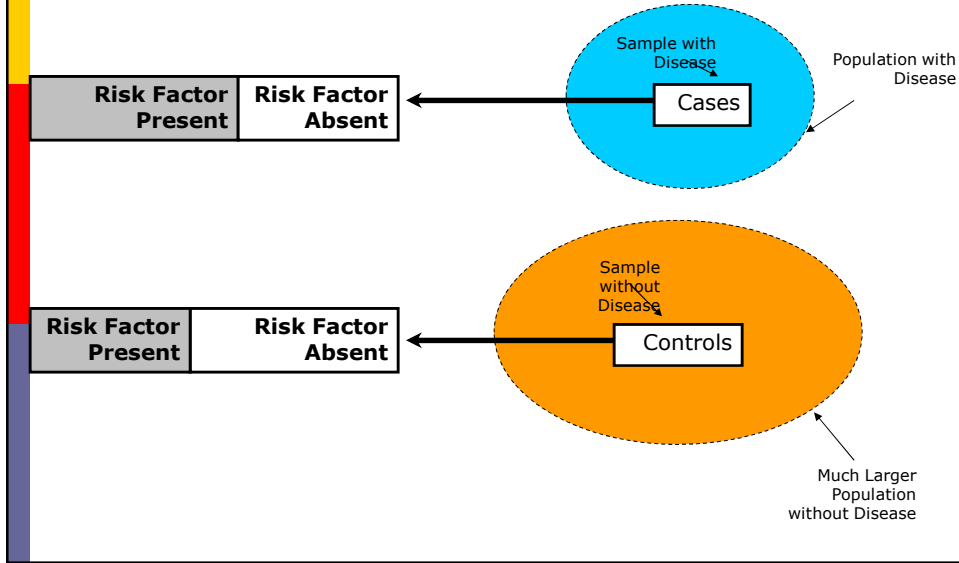 Sample with
Disease
Population with
Disease
Risk Factor
Present
Risk Factor
Absent
Cases
Sample
without
Disease
Risk Factor
Present
Risk Factor
Absent
Controls
Much Larger
Population
without Disease